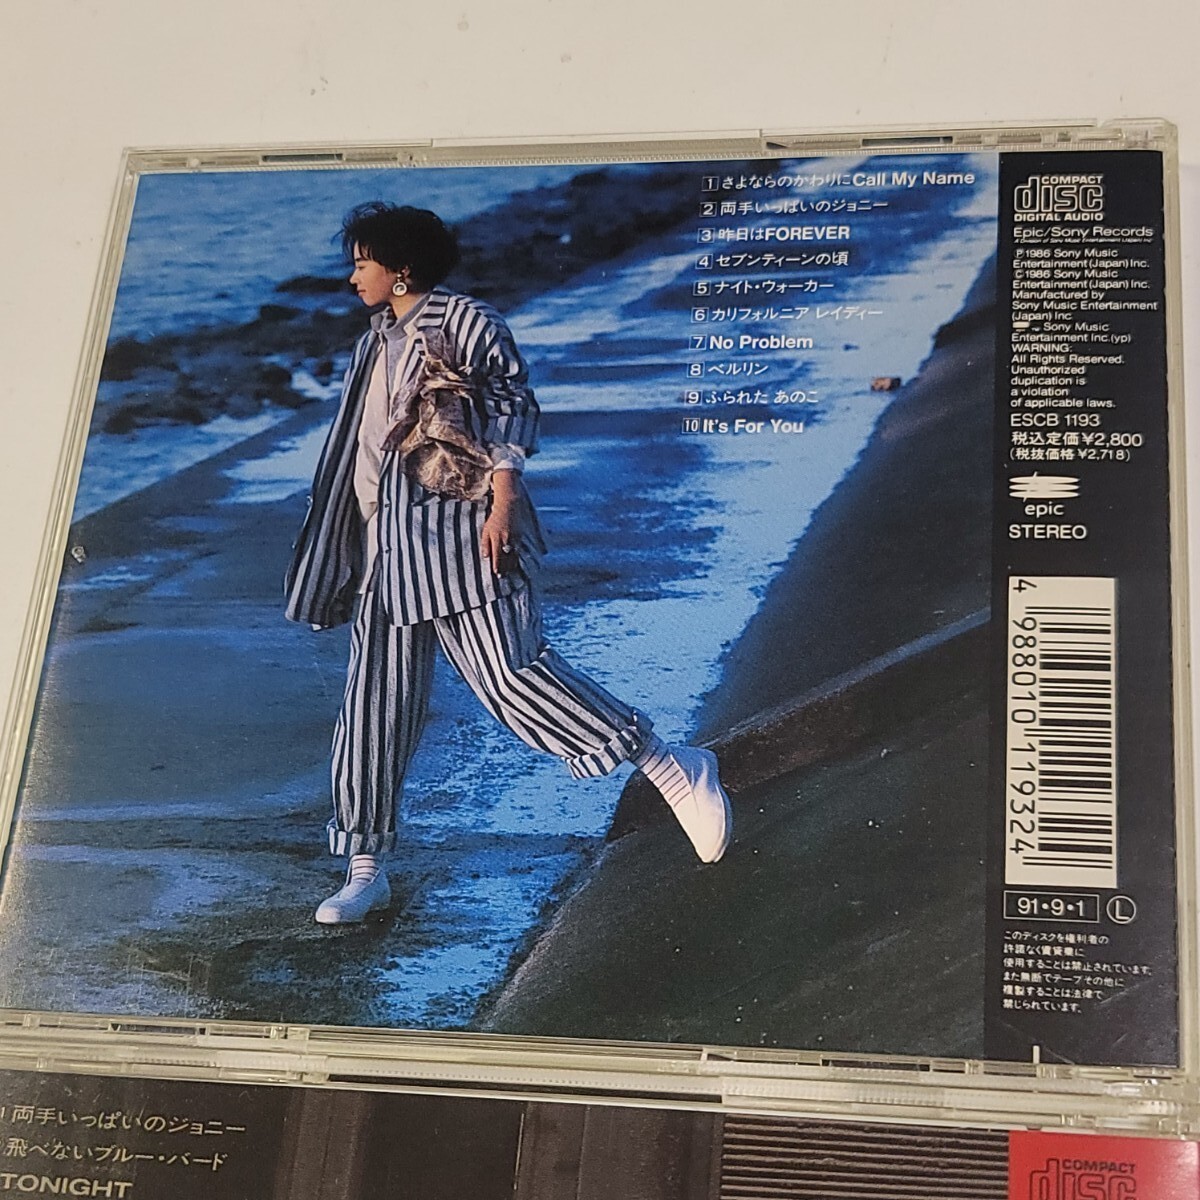 1 さよならのかわりにCall My Name
2 両手いっぱいのジョニー
3 昨日はFOREVER
4 セブンティーンの頃
5 ナイト・ウォーカー
6 カリフォルニア レイディー
7 No Problem
8 ベルリン
9 ふられた あのこ
10 It's For You
COMPACT
disc
DIGITAL AUDIO
Epic/Sony Records
A Division of Sony Music Entertainment (Japan) Inc.
℗1986 Sony Music
Entertainment(Japan)Inc.
©1986 Sony Music
Entertainment(Japan)Inc.
Manufactured by
Sony Music Entertainment
(Japan) Inc
Sony Music
Entertainment Inc.(yp)
WARNING:
All Rights Reserved.
Unauthorized
duplication is
a violation
of applicable laws.
ESCB 1193
税込定価¥2,800
(税抜価格¥2,718)
epic
STEREO
4 988010 119324
91・9・1 L
このディスクを権利者の
許諾なく賃貸業に
使用することは禁止されています。
また無断でテープその他に
複製することは法律で
禁じられています。
両手いっぱいのジョニー
飛べないブルー・バード
TONIGHT
COMPACT
disc